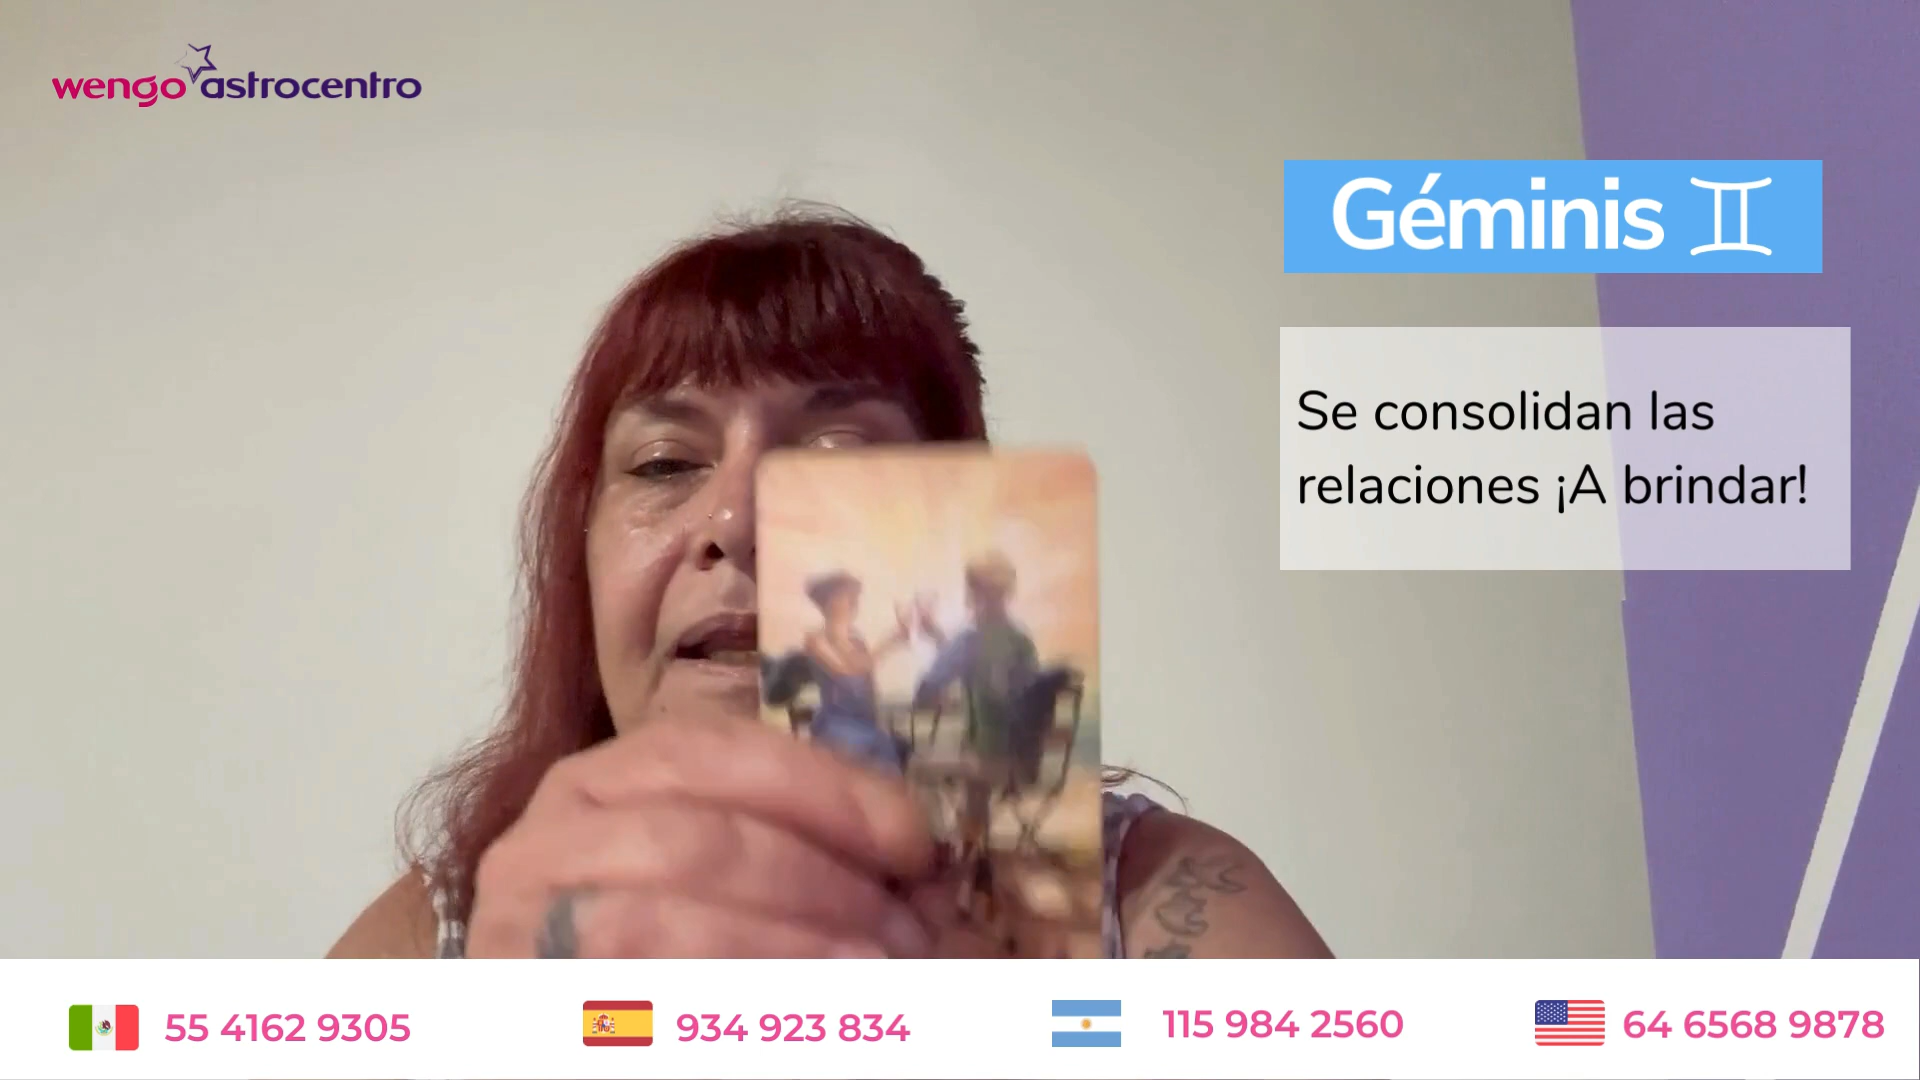 wengo astrocentro
Géminis ♊
Se consolidan las
relaciones ¡A brindar!
55 4162 9305
934 923 834
115 984 2560
64 6568 9878